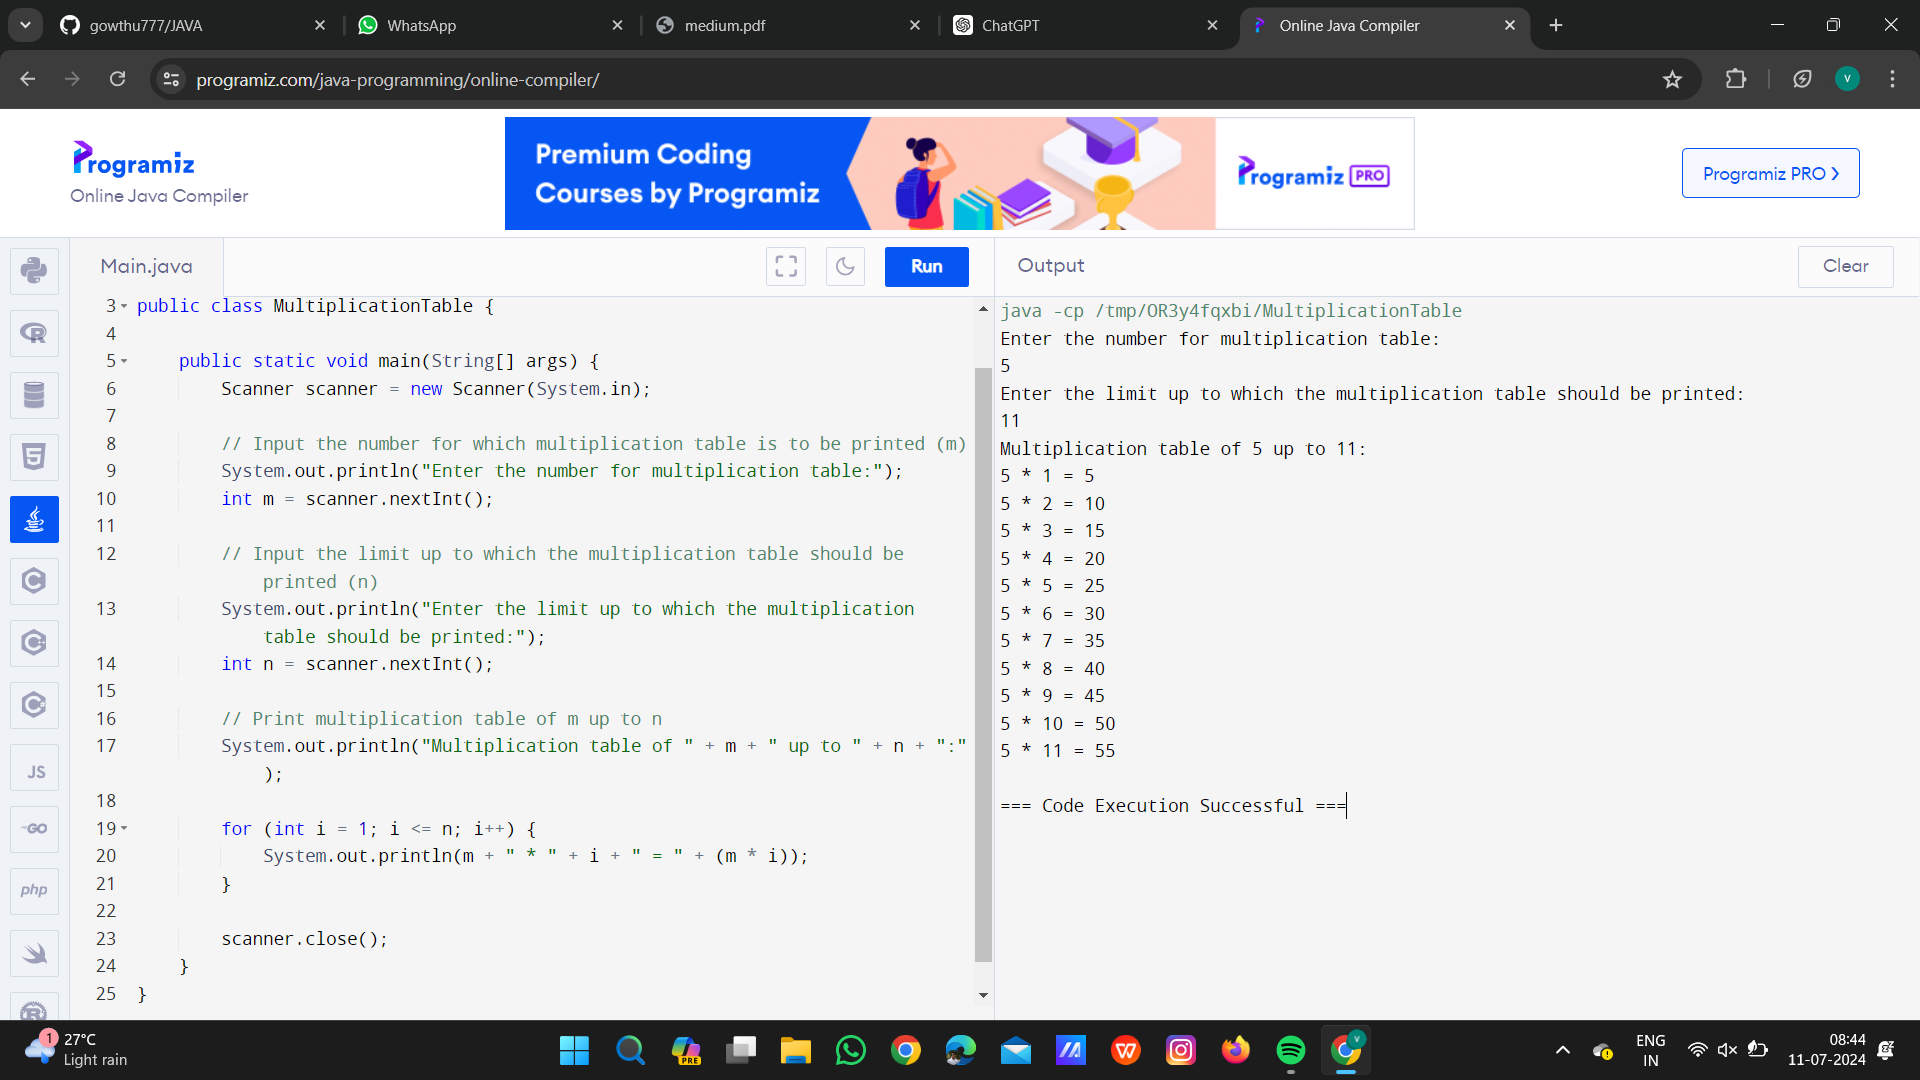 gowthu777/JAVA
WhatsApp
medium.pdf
ChatGPT
Online Java Compiler
programiz.com/java-programming/online-compiler/
V
Programiz
Online Java Compiler
Premium Coding
Courses by Programiz
Programiz PRO
Programiz PRO
Main.java
Run
Output
Clear
3 public class MultiplicationTable {
4
5 public static void main(String[] args) {
6 Scanner scanner = new Scanner(System.in);
7
8 // Input the number for which multiplication table is to be printed (m)
9 System.out.println("Enter the number for multiplication table:");
10 int m = scanner.nextInt();
11
12 // Input the limit up to which the multiplication table should be
printed (n)
13 System.out.println("Enter the limit up to which the multiplication
table should be printed:");
14 int n = scanner.nextInt();
15
16 // Print multiplication table of m up to n
17 System.out.println("Multiplication table of " + m + " up to " + n + ":"
);
18
19 for (int i = 1; i <= n; i++) {
20 System.out.println(m + " * " + i + " = " + (m * i));
21 }
22
23 scanner.close();
24 }
25 }
java -cp /tmp/OR3y4fqxbi/MultiplicationTable
Enter the number for multiplication table:
5
Enter the limit up to which the multiplication table should be printed:
11
Multiplication table of 5 up to 11:
5 * 1 = 5
5 * 2 = 10
5 * 3 = 15
5 * 4 = 20
5 * 5 = 25
5 * 6 = 30
5 * 7 = 35
5 * 8 = 40
5 * 9 = 45
5 * 10 = 50
5 * 11 = 55
=== Code Execution Successful ===
JS
GO
php
1
27°C
Light rain
PRE
ENG
IN
08:44
11-07-2024